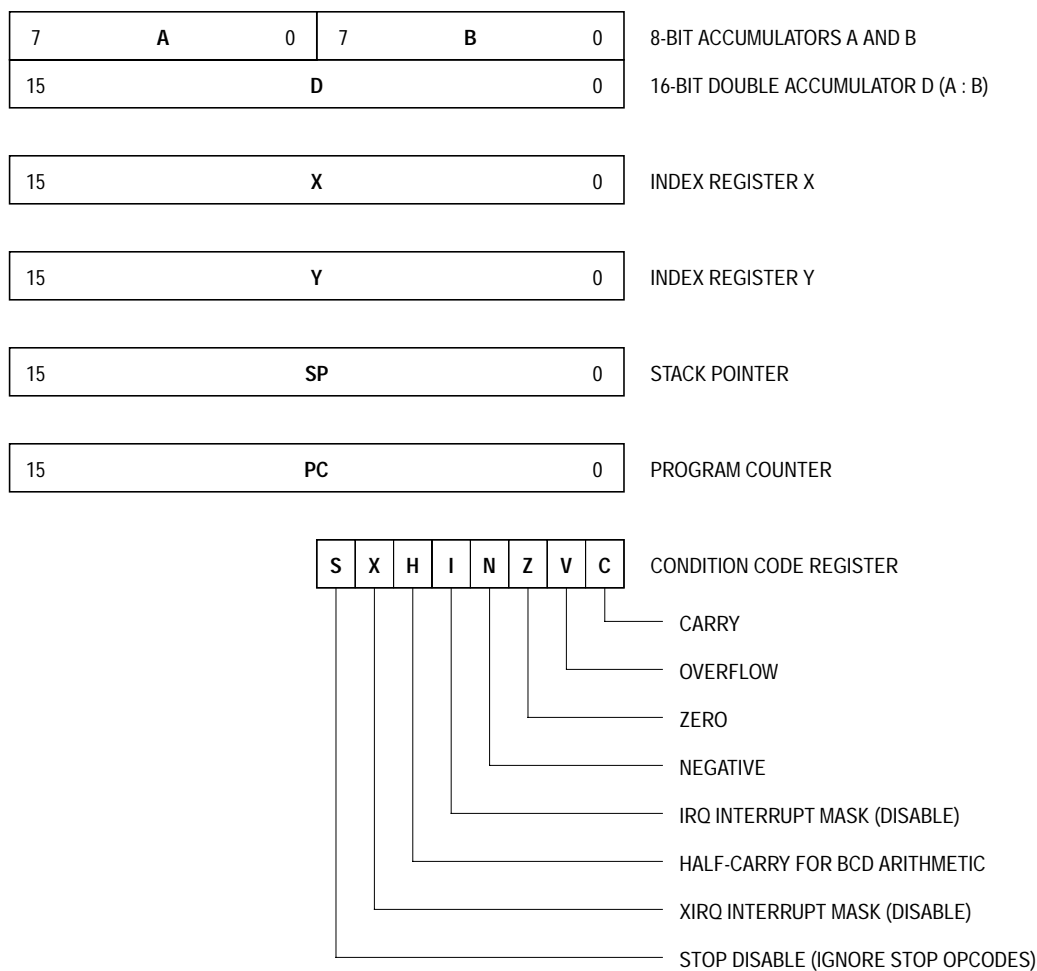 7 A 0 7 B 0 8-BIT ACCUMULATORS A AND B
15 D 0 16-BIT DOUBLE ACCUMULATOR D (A : B)
15 X 0 INDEX REGISTER X
15 Y 0 INDEX REGISTER Y
15 SP 0 STACK POINTER
15 PC 0 PROGRAM COUNTER
S X H I N Z V C CONDITION CODE REGISTER
CARRY
OVERFLOW
ZERO
NEGATIVE
IRQ INTERRUPT MASK (DISABLE)
HALF-CARRY FOR BCD ARITHMETIC
XIRQ INTERRUPT MASK (DISABLE)
STOP DISABLE (IGNORE STOP OPCODES)